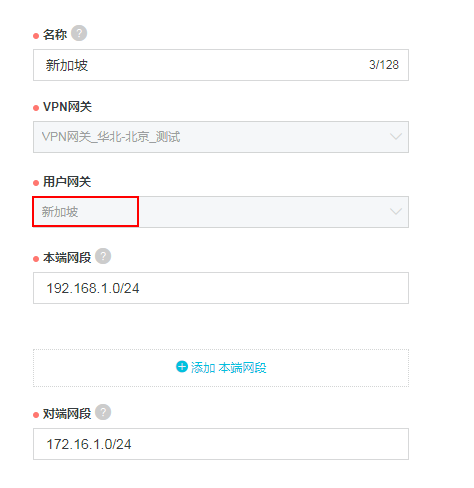 名称 ?
新加坡 3/128
VPN网关
VPN网关_华北-北京_测试
用户网关
新加坡
本端网段 ?
192.168.1.0/24
添加 本端网段
对端网段 ?
172.16.1.0/24